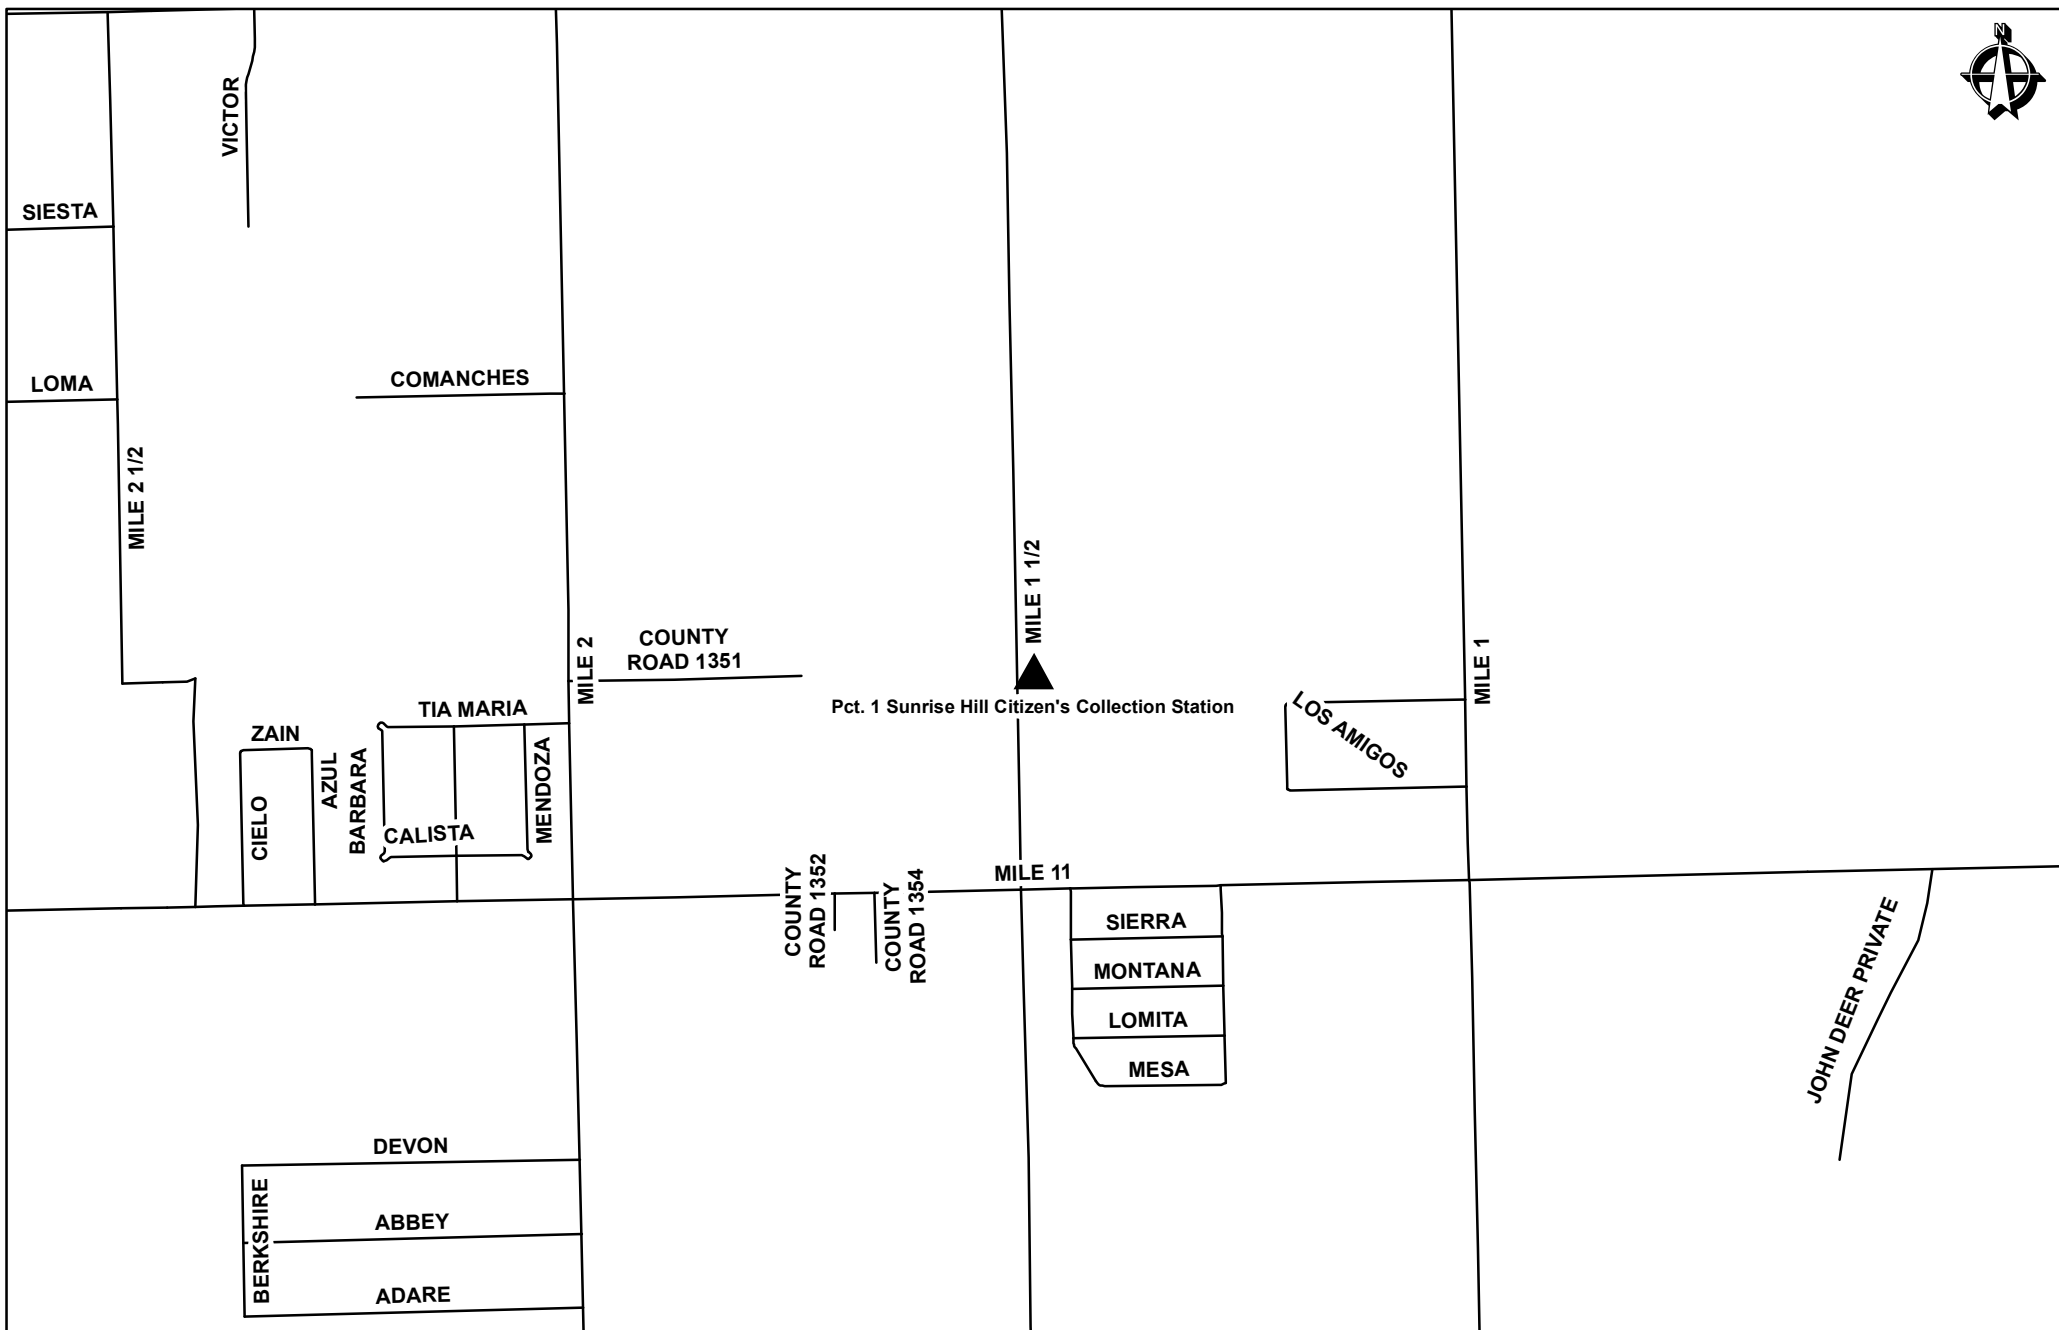 N
VICTOR
SIESTA
LOMA
COMANCHES
MILE 2 1/2
MILE 1 1/2
COUNTY
ROAD 1351
MILE 2
MILE 1
Pct. 1 Sunrise Hill Citizen's Collection Station
TIA MARIA
LOS AMIGOS
ZAIN
AZUL
BARBARA
MENDOZA
CIELO
CALISTA
MILE 11
COUNTY
ROAD 1352
COUNTY
ROAD 1354
SIERRA
MONTANA
LOMITA
MESA
JOHN DEER PRIVATE
DEVON
BERKSHIRE
ABBEY
ADARE